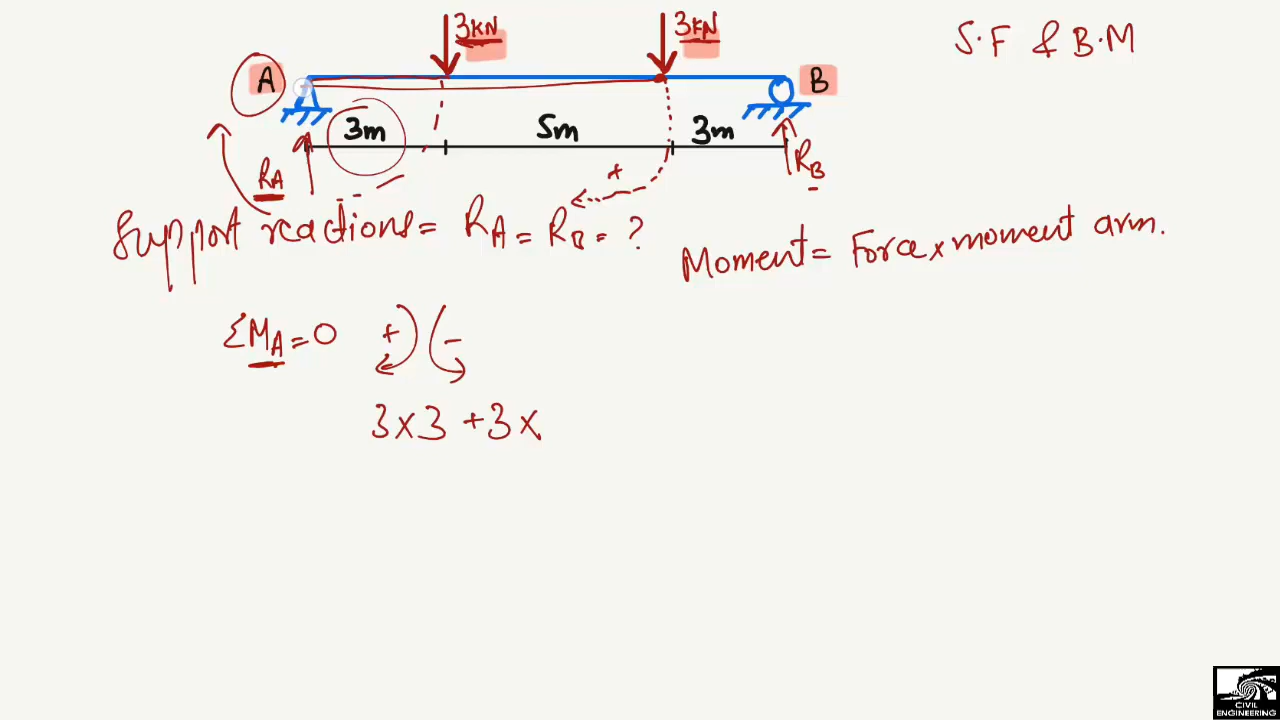 3KN 3KN S.F & B.M
A B
3m 5m 3m
RA + RB
Support reactions = RA = RB = ?
Moment = Force x moment arm.
ΣMA = 0 + -
3 x 3 + 3 x
CIVIL
ENGINEERING